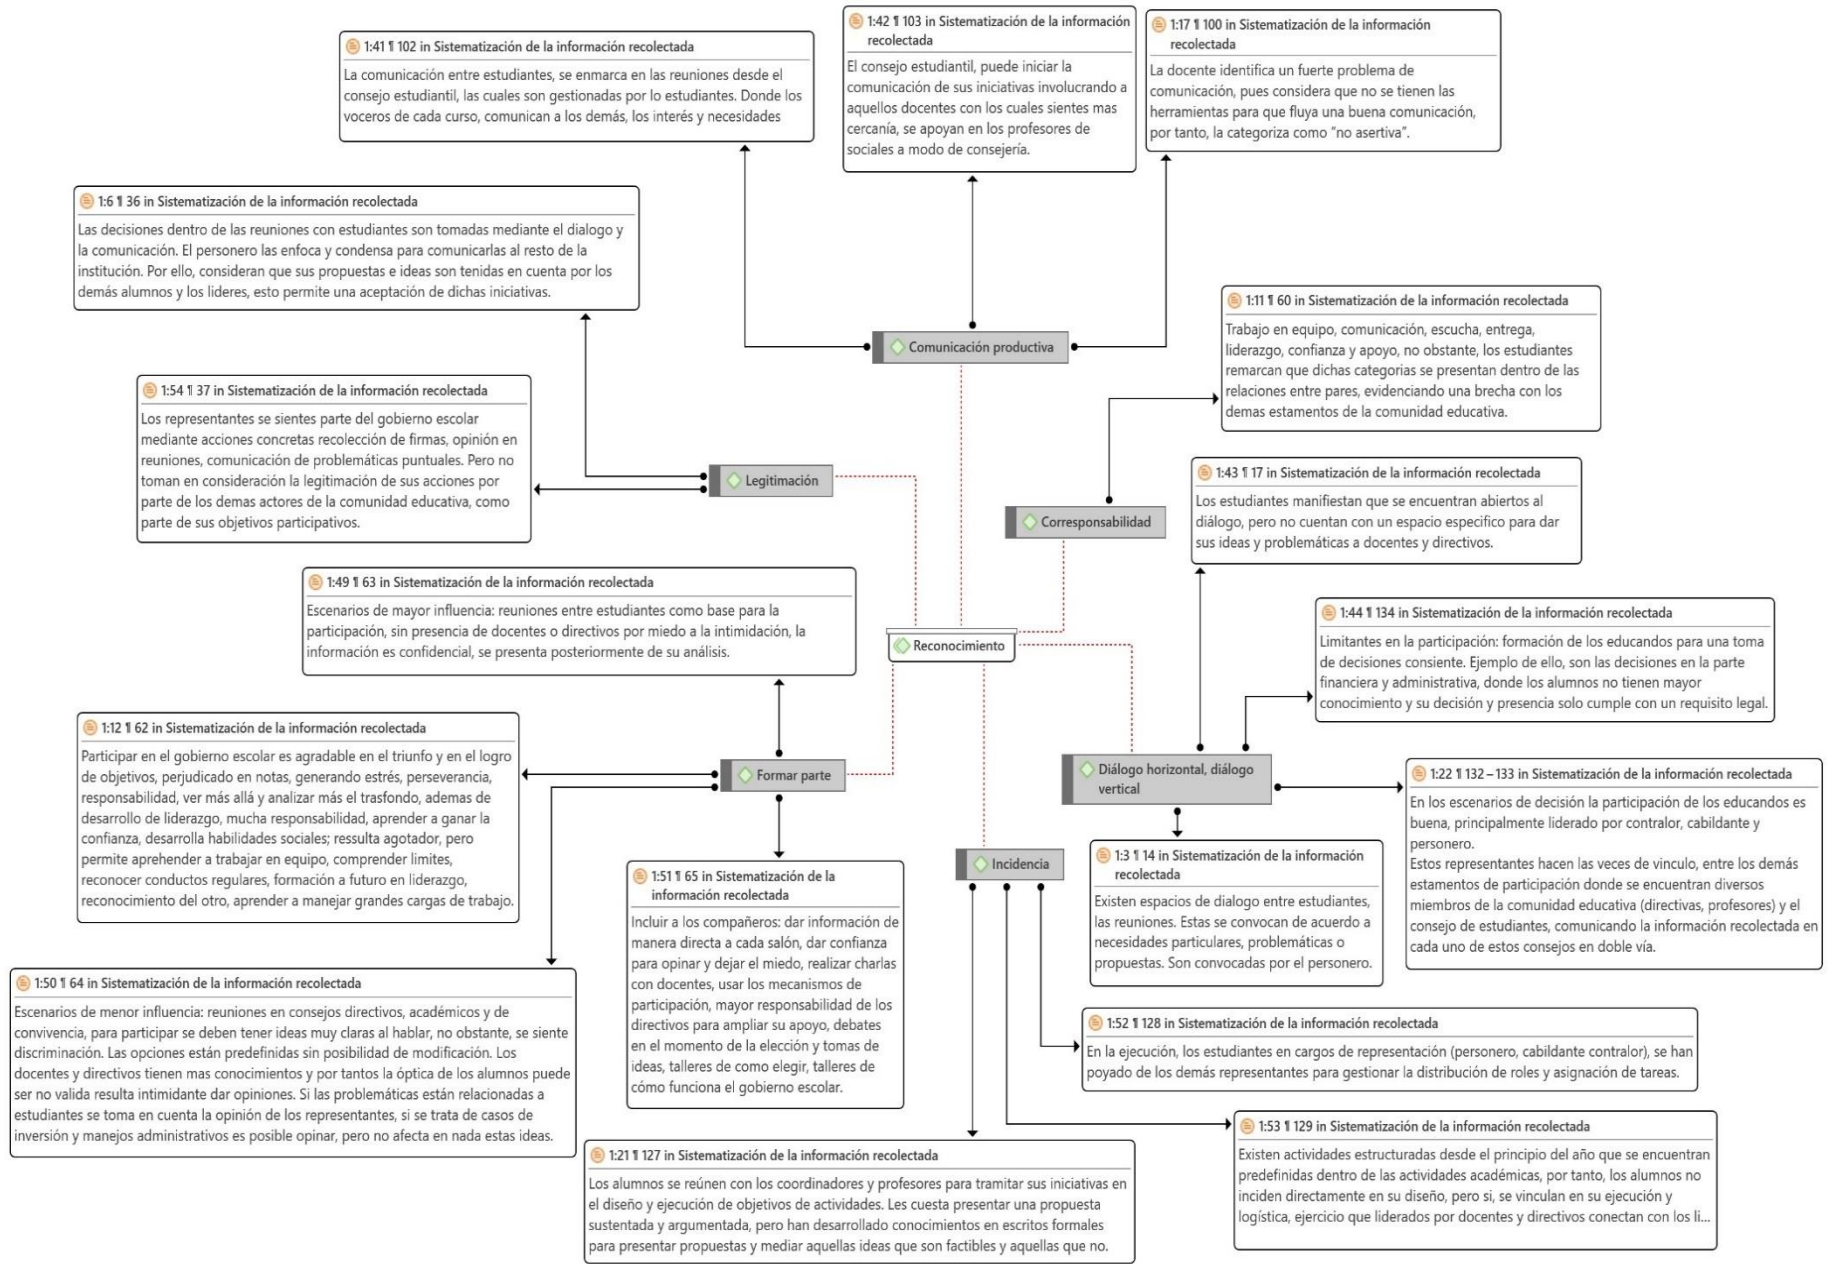 1:41 ¶ 102 in Sistematización de la información recolectada
La comunicación entre estudiantes, se enmarca en las reuniones desde el
consejo estudiantil, las cuales son gestionadas por lo estudiantes. Donde los
voceros de cada curso, comunican a los demás, los interés y necesidades
1:42 ¶ 103 in Sistematización de la información
recolectada
El consejo estudiantil, puede iniciar la
comunicación de sus iniciativas involucrando a
aquellos docentes con los cuales sientes mas
cercanía, se apoyan en los profesores de
sociales a modo de consejería.
1:17 ¶ 100 in Sistematización de la información
recolectada
La docente identifica un fuerte problema de
comunicación, pues considera que no se tienen las
herramientas para que fluya una buena comunicación,
por tanto, la categoriza como “no asertiva”.
1:6 ¶ 36 in Sistematización de la información recolectada
Las decisiones dentro de las reuniones con estudiantes son tomadas mediante el dialogo y
la comunicación. El personero las enfoca y condensa para comunicarlas al resto de la
institución. Por ello, consideran que sus propuestas e ideas son tenidas en cuenta por los
demás alumnos y los lideres, esto permite una aceptación de dichas iniciativas.
1:11 ¶ 60 in Sistematización de la información recolectada
Trabajo en equipo, comunicación, escucha, entrega,
liderazgo, confianza y apoyo, no obstante, los estudiantes
remarcan que dichas categorias se presentan dentro de las
relaciones entre pares, evidenciando una brecha con los
demas estamentos de la comunidad educativa.
Comunicación productiva
1:54 ¶ 37 in Sistematización de la información recolectada
Los representantes se sientes parte del gobierno escolar
mediante acciones concretas recolección de firmas, opinión en
reuniones, comunicación de problemáticas puntuales. Pero no
toman en consideración la legitimación de sus acciones por
parte de los demas actores de la comunidad educativa, como
parte de sus objetivos participativos.
Legitimación
Corresponsabilidad
1:43 ¶ 17 in Sistematización de la información recolectada
Los estudiantes manifiestan que se encuentran abiertos al
diálogo, pero no cuentan con un espacio especifico para dar
sus ideas y problemáticas a docentes y directivos.
1:49 ¶ 63 in Sistematización de la información recolectada
Escenarios de mayor influencia: reuniones entre estudiantes como base para la
participación, sin presencia de docentes o directivos por miedo a la intimidación, la
información es confidencial, se presenta posteriormente de su análisis.
Reconocimiento
1:44 ¶ 134 in Sistematización de la información recolectada
Limitantes en la participación: formación de los educandos para una toma
de decisiones consiente. Ejemplo de ello, son las decisiones en la parte
financiera y administrativa, donde los alumnos no tienen mayor
conocimiento y su decisión y presencia solo cumple con un requisito legal.
1:12 ¶ 62 in Sistematización de la información recolectada
Participar en el gobierno escolar es agradable en el triunfo y en el logro
de objetivos, perjudicado en notas, generando estrés, perseverancia,
responsabilidad, ver más allá y analizar más el trasfondo, ademas de
desarrollo de liderazgo, mucha responsabilidad, aprender a ganar la
confianza, desarrolla habilidades sociales; ressulta agotador, pero
permite aprehender a trabajar en equipo, comprender limites,
reconocer conductos regulares, formación a futuro en liderazgo,
reconocimiento del otro, aprender a manejar grandes cargas de trabajo.
Formar parte
Diálogo horizontal, diálogo
vertical
1:22 ¶ 132 – 133 in Sistematización de la información recolectada
En los escenarios de decisión la participación de los educandos es
buena, principalmente liderado por contralor, cabildante y
personero.
Estos representantes hacen las veces de vinculo, entre los demás
estamentos de participación donde se encuentran diversos
miembros de la comunidad educativa (directivas, profesores) y el
consejo de estudiantes, comunicando la información recolectada en
cada uno de estos consejos en doble vía.
Incidencia
1:3 ¶ 14 in Sistematización de la información
recolectada
Existen espacios de dialogo entre estudiantes,
las reuniones. Estas se convocan de acuerdo a
necesidades particulares, problemáticas o
propuestas. Son convocadas por el personero.
1:51 ¶ 65 in Sistematización de la
información recolectada
Incluir a los compañeros: dar información de
manera directa a cada salón, dar confianza
para opinar y dejar el miedo, realizar charlas
con docentes, usar los mecanismos de
participación, mayor responsabilidad de los
directivos para ampliar su apoyo, debates
en el momento de la elección y tomas de
ideas, talleres de como elegir, talleres de
cómo funciona el gobierno escolar.
1:50 ¶ 64 in Sistematización de la información recolectada
Escenarios de menor influencia: reuniones en consejos directivos, académicos y de
convivencia, para participar se deben tener ideas muy claras al hablar, no obstante, se siente
discriminación. Las opciones están predefinidas sin posibilidad de modificación. Los
docentes y directivos tienen mas conocimientos y por tantos la óptica de los alumnos puede
ser no valida resulta intimidante dar opiniones. Si las problemáticas están relacionadas a
estudiantes se toma en cuenta la opinión de los representantes, si se trata de casos de
inversión y manejos administrativos es posible opinar, pero no afecta en nada estas ideas.
1:52 ¶ 128 in Sistematización de la información recolectada
En la ejecución, los estudiantes en cargos de representación (personero, cabildante contralor), se han
poyado de los demás representantes para gestionar la distribución de roles y asignación de tareas.
1:53 ¶ 129 in Sistematización de la información recolectada
Existen actividades estructuradas desde el principio del año que se encuentran
predefinidas dentro de las actividades académicas, por tanto, los alumnos no
inciden directamente en su diseño, pero si, se vinculan en su ejecución y
logística, ejercicio que liderados por docentes y directivos conectan con los li...
1:21 ¶ 127 in Sistematización de la información recolectada
Los alumnos se reúnen con los coordinadores y profesores para tramitar sus iniciativas en
el diseño y ejecución de objetivos de actividades. Les cuesta presentar una propuesta
sustentada y argumentada, pero han desarrollado conocimientos en escritos formales
para presentar propuestas y mediar aquellas ideas que son factibles y aquellas que no.